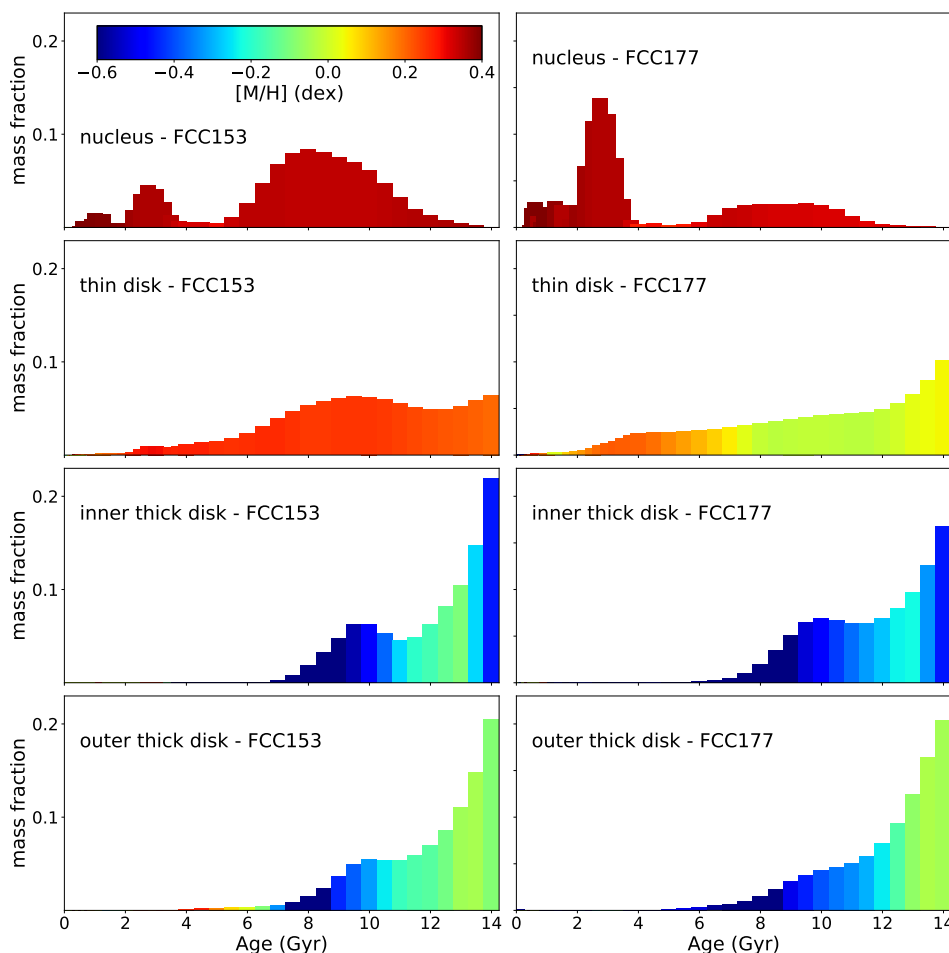 0.2
0.1
mass fraction
−0.6 −0.4 −0.2 0.0 0.2 0.4
[M/H] (dex)
nucleus - FCC153
nucleus - FCC177
0.2
0.1
mass fraction
thin disk - FCC153
thin disk - FCC177
0.2
0.1
mass fraction
inner thick disk - FCC153
inner thick disk - FCC177
0.2
0.1
mass fraction
outer thick disk - FCC153
outer thick disk - FCC177
0 2 4 6 8 10 12 14
Age (Gyr)
0 2 4 6 8 10 12 14
Age (Gyr)